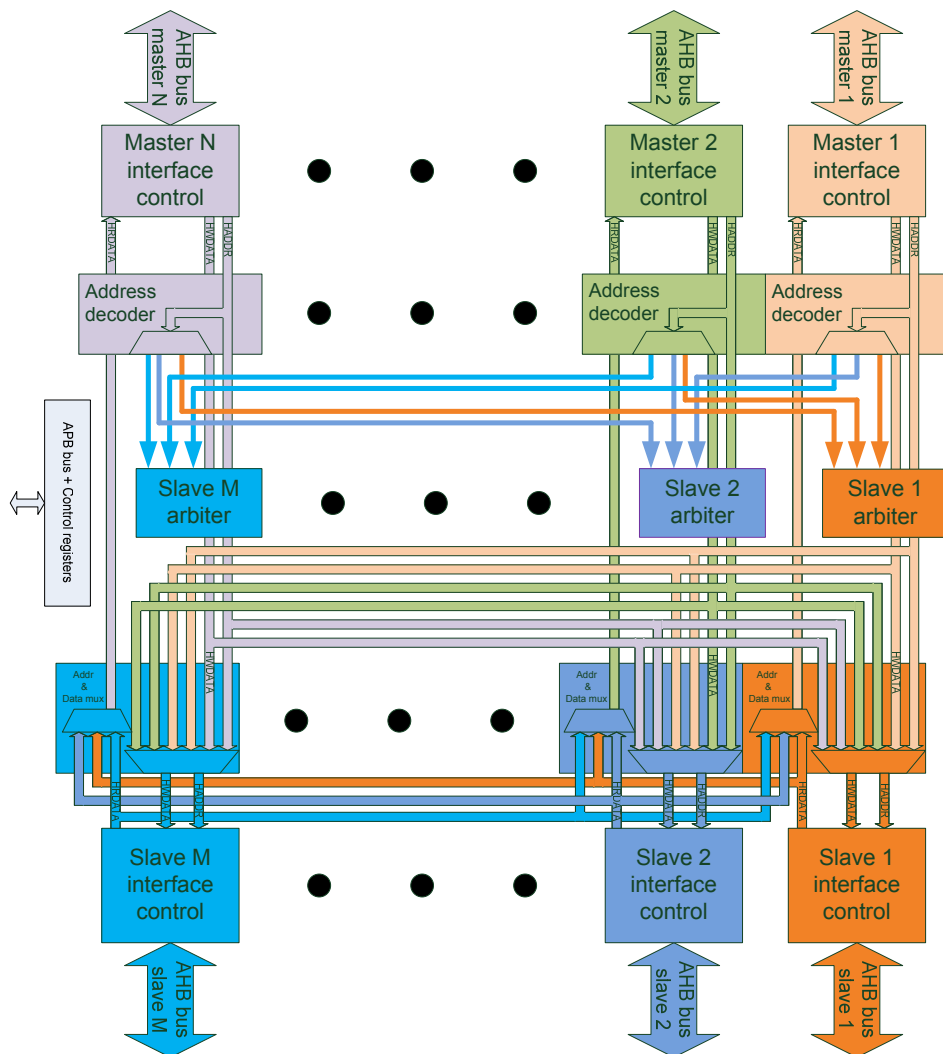 AHB bus
master N
AHB bus
master 2
AHB bus
master 1
Master N
interface
control
Master 2
interface
control
Master 1
interface
control
HRDATA
HWDATA
HADDR
HRDATA
HWDATA
HADDR
HRDATA
HWDATA
HADDR
Address
decoder
Address
decoder
Address
decoder
APB bus + Control registers
Slave M
arbiter
Slave 2
arbiter
Slave 1
arbiter
Addr
&
Data mux
HWDATA
Addr
&
Data mux
HWDATA
Addr
&
Data mux
HWDATA
HRDATA
HWDATA
HADDR
HRDATA
HWDATA
HADDR
HRDATA
HWDATA
HADDR
Slave M
interface
control
Slave 2
interface
control
Slave 1
interface
control
AHB bus
slave M
AHB bus
slave 2
AHB bus
slave 1